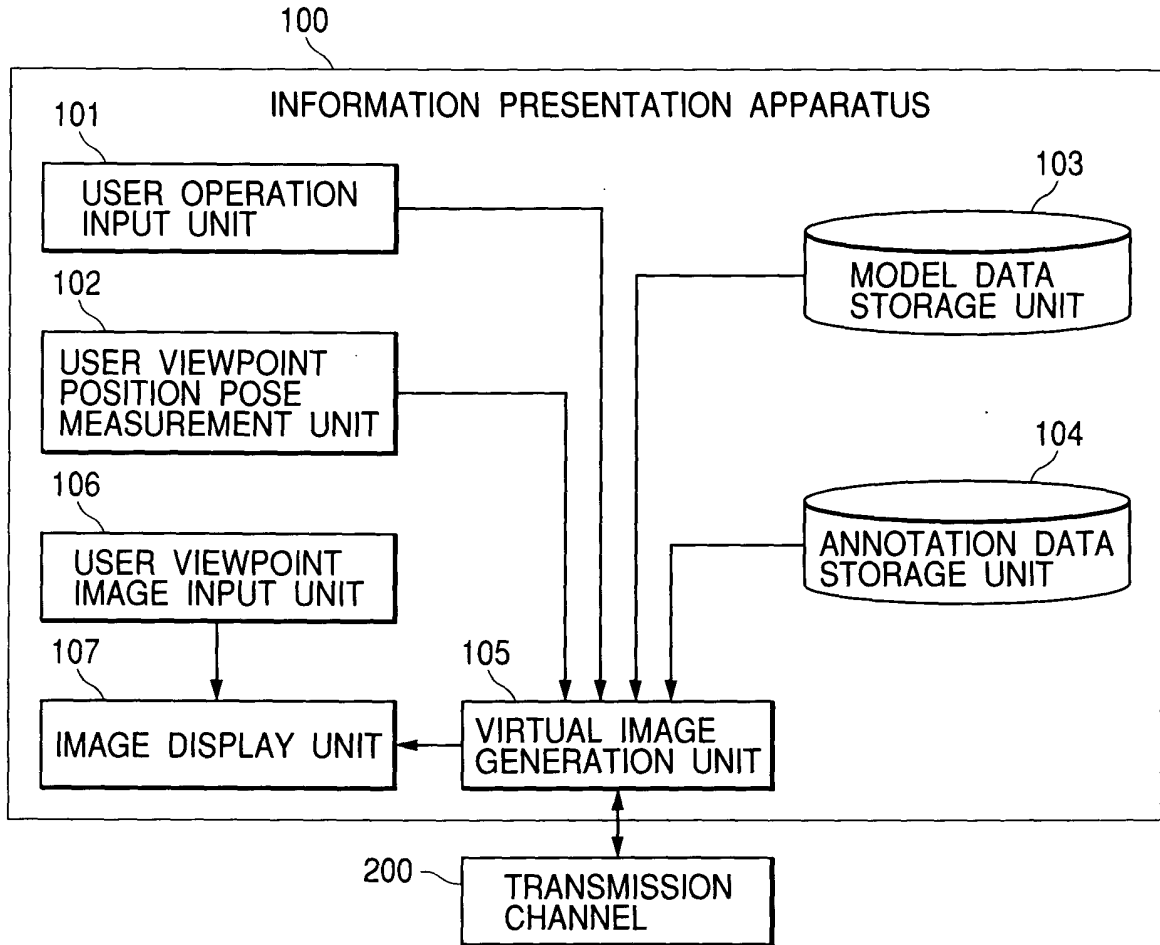 100
INFORMATION PRESENTATION APPARATUS
101
USER OPERATION
INPUT UNIT
103
MODEL DATA
STORAGE UNIT
102
USER VIEWPOINT
POSITION POSE
MEASUREMENT UNIT
104
ANNOTATION DATA
STORAGE UNIT
106
USER VIEWPOINT
IMAGE INPUT UNIT
107
IMAGE DISPLAY UNIT
105
VIRTUAL IMAGE
GENERATION UNIT
200
TRANSMISSION
CHANNEL